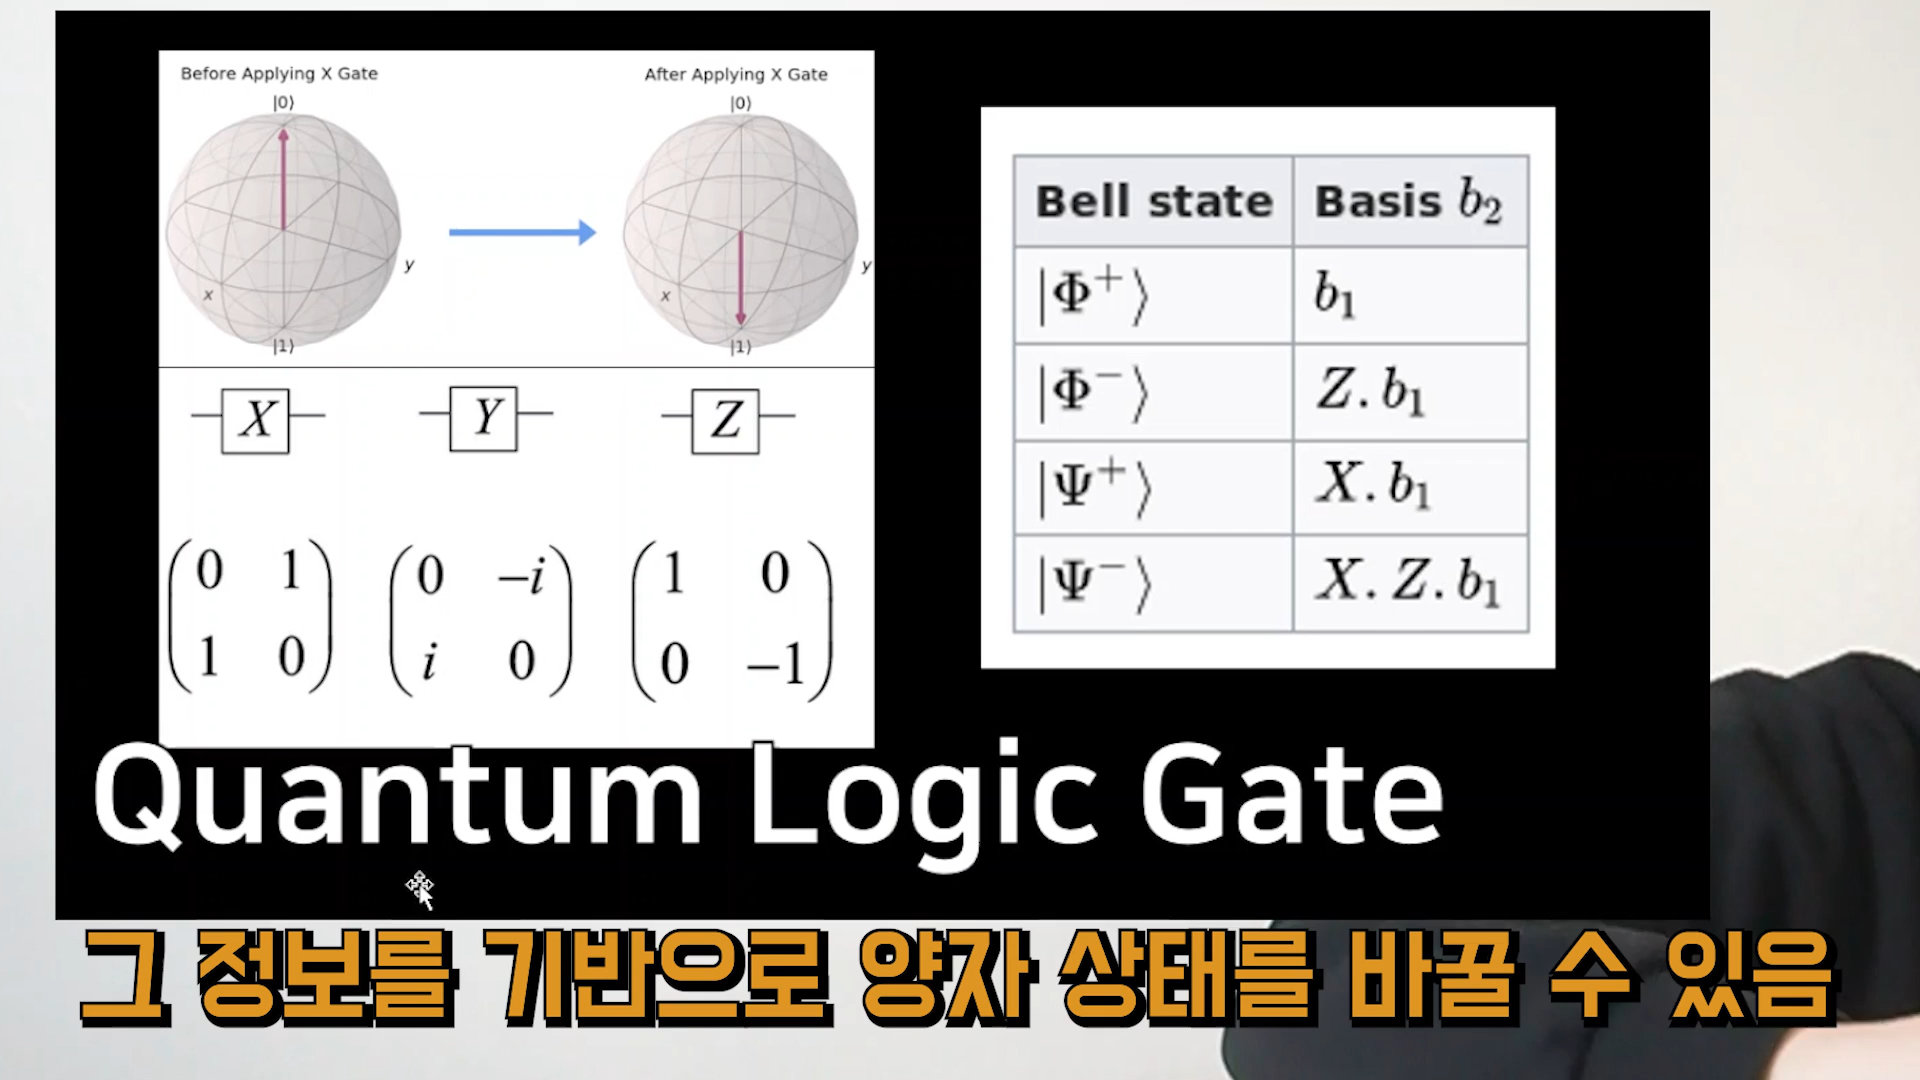 Before Applying X Gate
|0⟩
x
y
|1⟩
After Applying X Gate
|0⟩
x
y
|1⟩
X Y Z
(0 1
1 0)
(0 −i
i 0)
(1 0
0 −1)
Bell state Basis b₂
|Φ⁺⟩ b₁
|Φ⁻⟩ Z. b₁
|Ψ⁺⟩ X. b₁
|Ψ⁻⟩ X. Z. b₁
Quantum Logic Gate
그 정보를 기반으로 양자 상태를 바꿀 수 있음